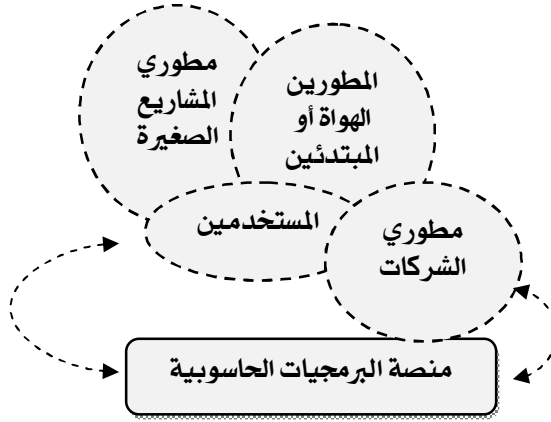 مطوري
المشاريع
الصغيرة
المطورين
الهواة أو
المبتدئين
المستخدمين
مطوري
الشركات
منصة البرمجيات الحاسوبية